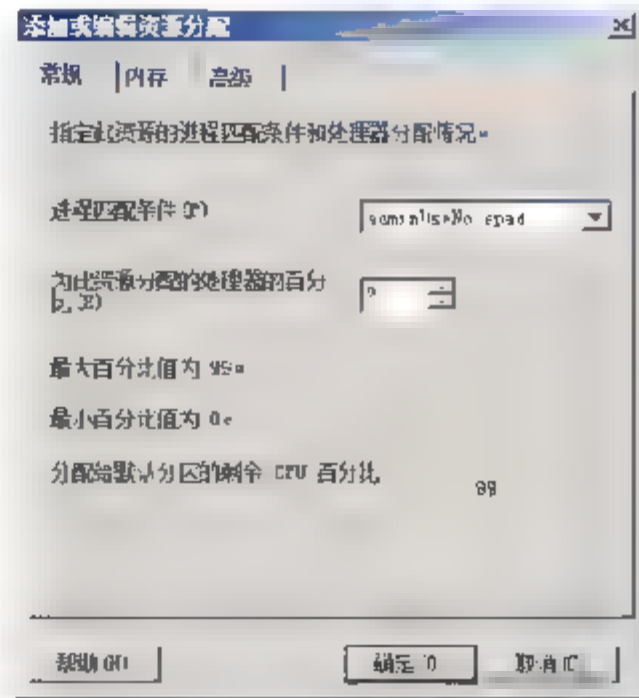 添加或编辑资源分配
常规 内存 高级
指定此资源的进程匹配条件和处理器分配情况。
进程匹配条件(P)
为此资源分配的处理器的百分
最大百分比值为
最小百分比值为
分配给默认分区的剩余 CPU 百分比
99
帮助(H)
确定 取消